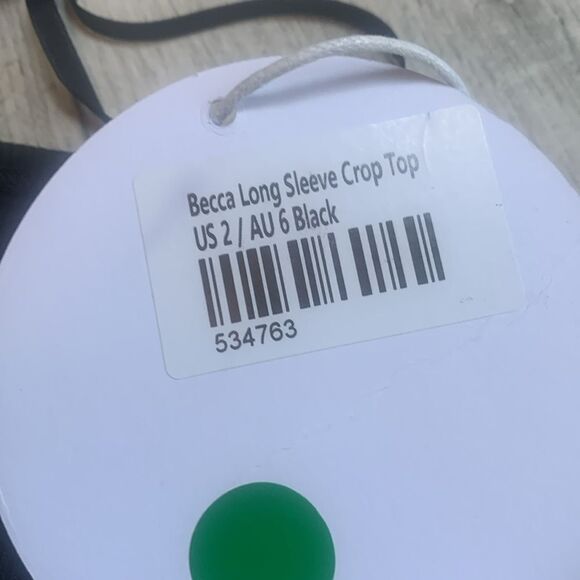 Becca Long Sleeve Crop Top
US 2 / AU 6 Black
534763